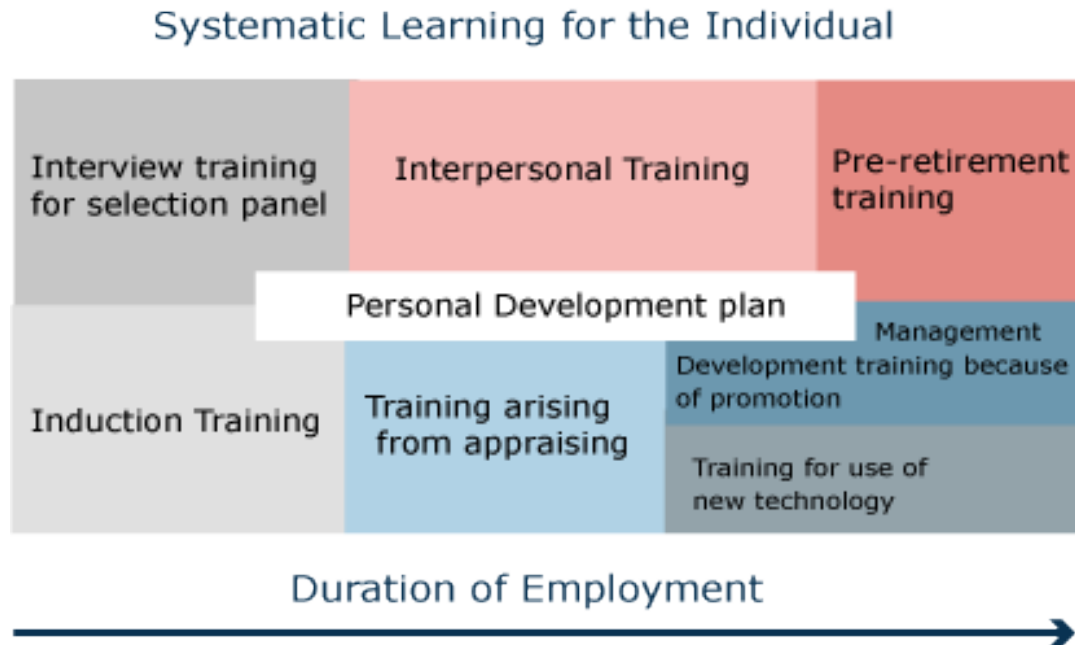 Systematic Learning for the Individual
Interview training
for selection panel
Interpersonal Training
Pre-retirement
training
Personal Development plan
Induction Training
Training arising
from appraising
Management
Development training because
of promotion
Training for use of
new technology
Duration of Employment